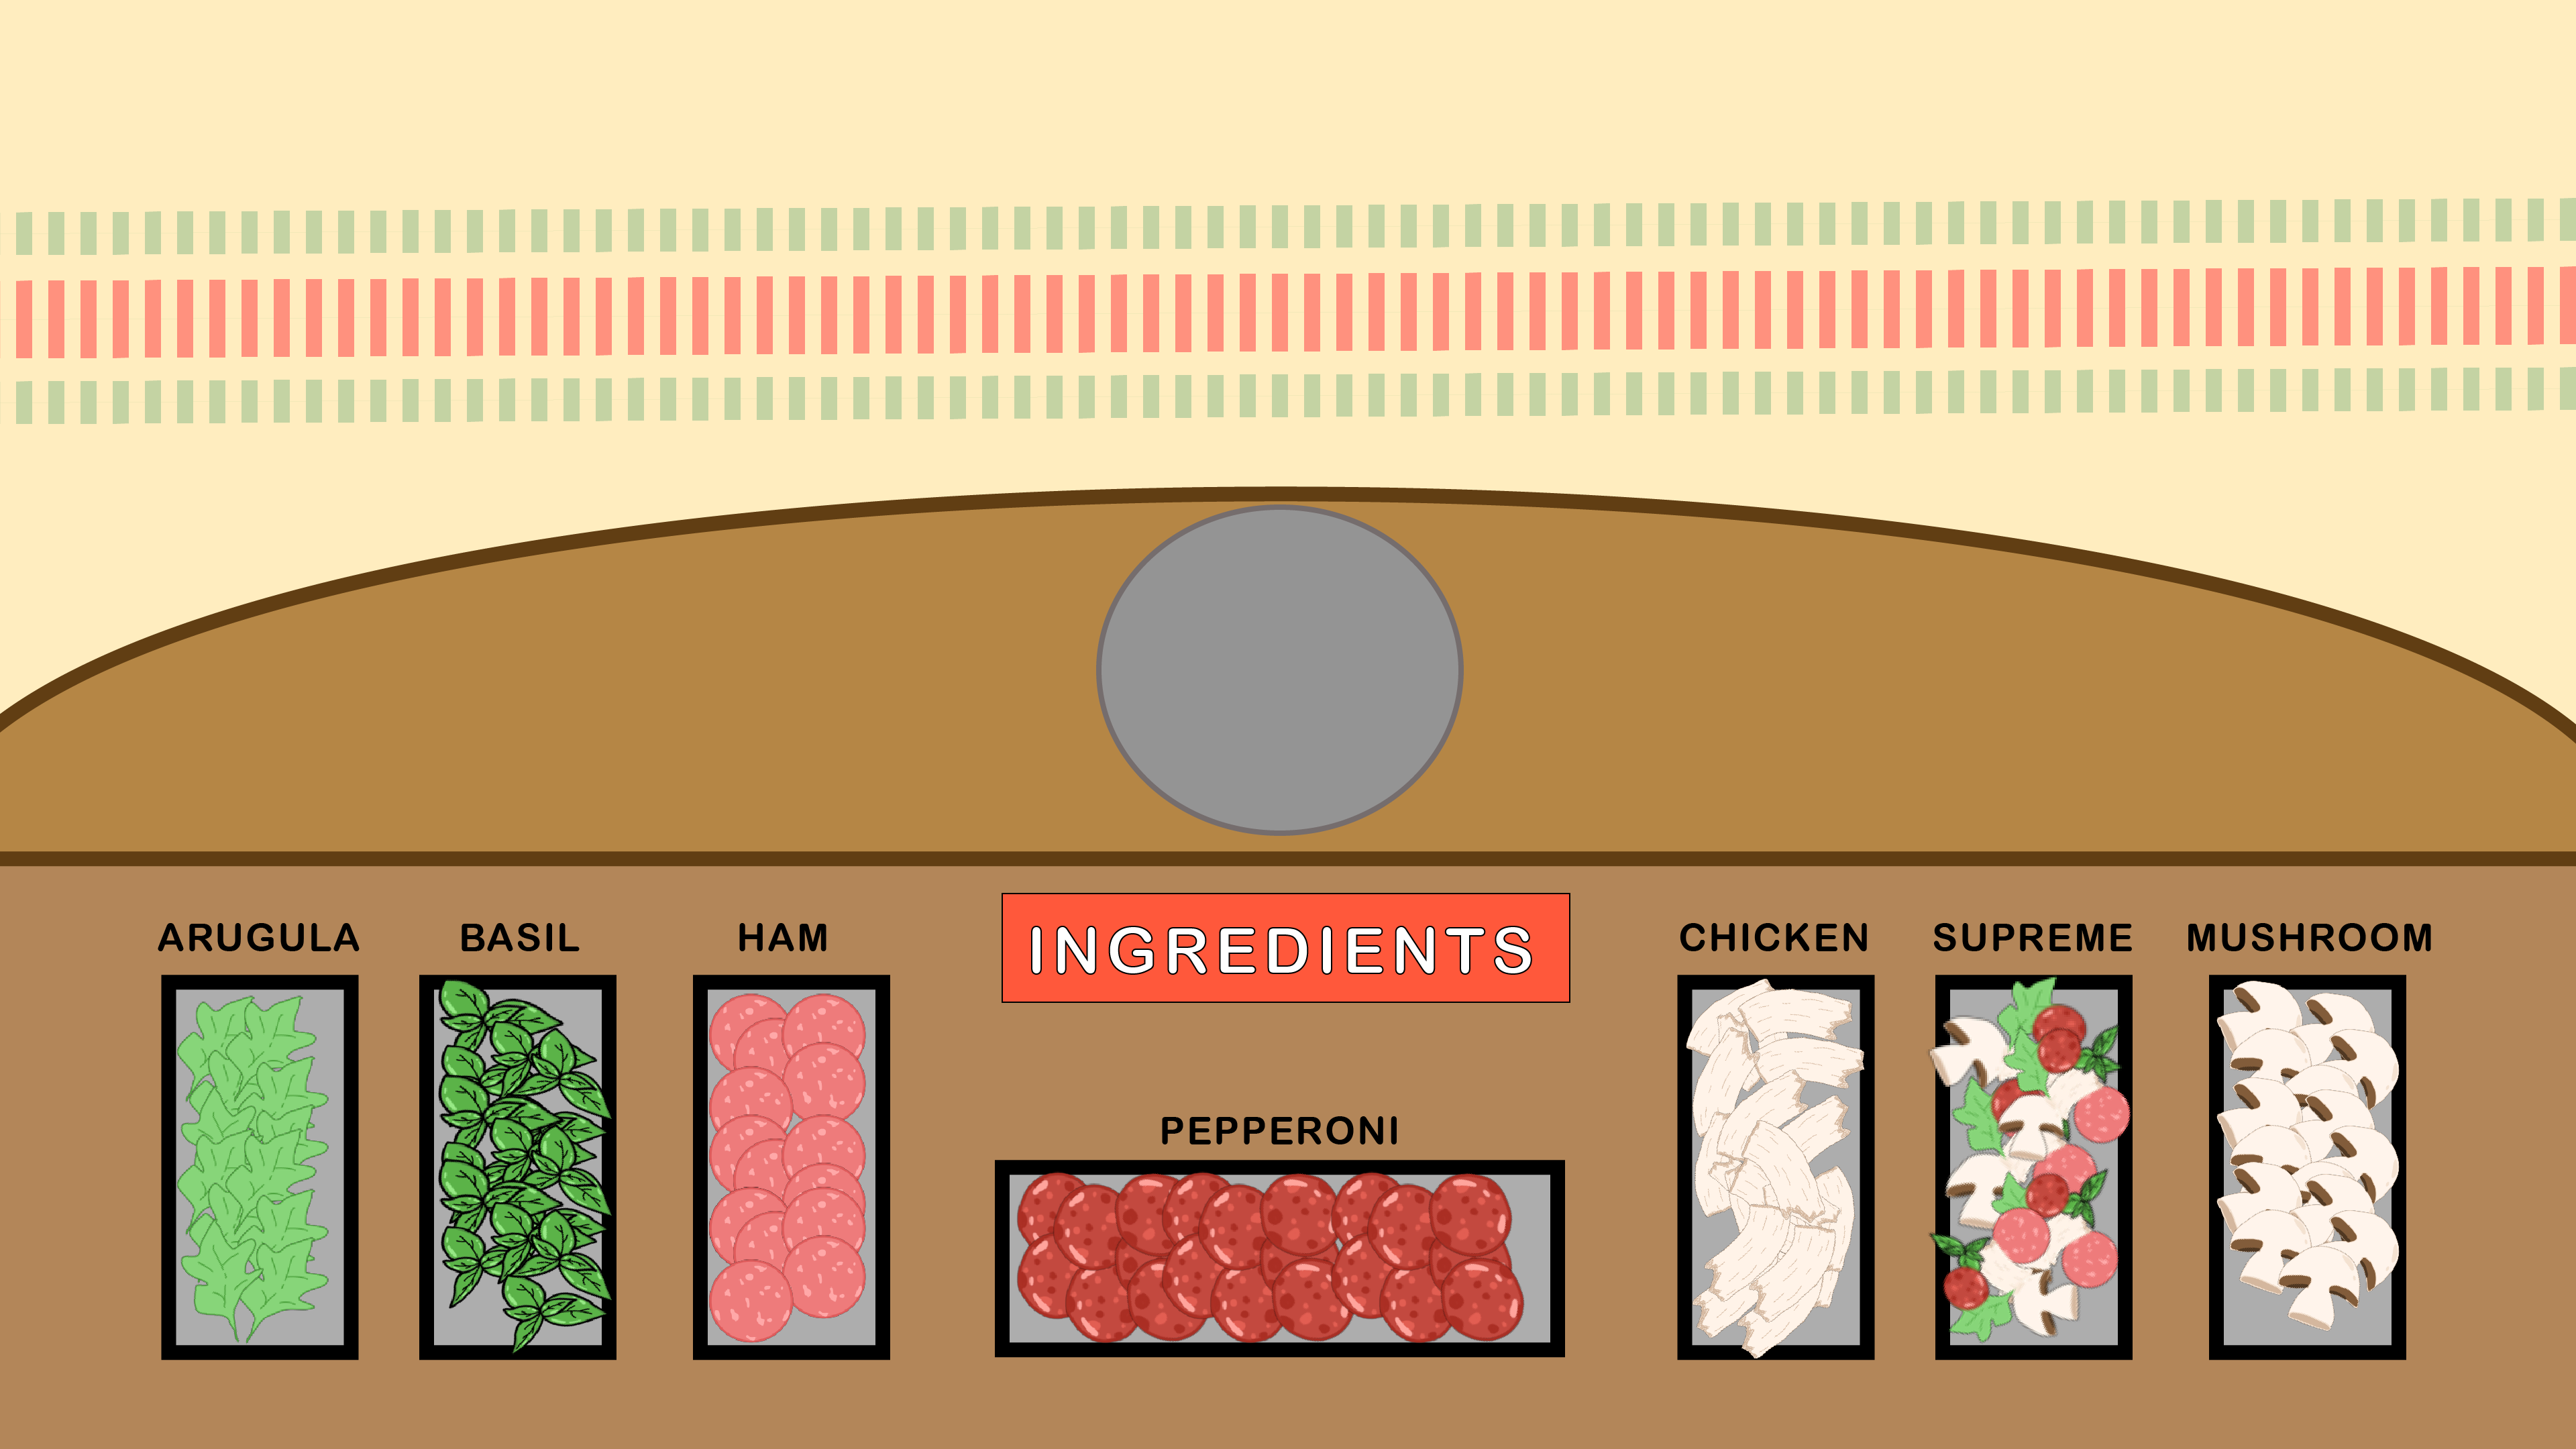 INGREDIENTS
ARUGULA
BASIL
HAM
PEPPERONI
CHICKEN
SUPREME
MUSHROOM